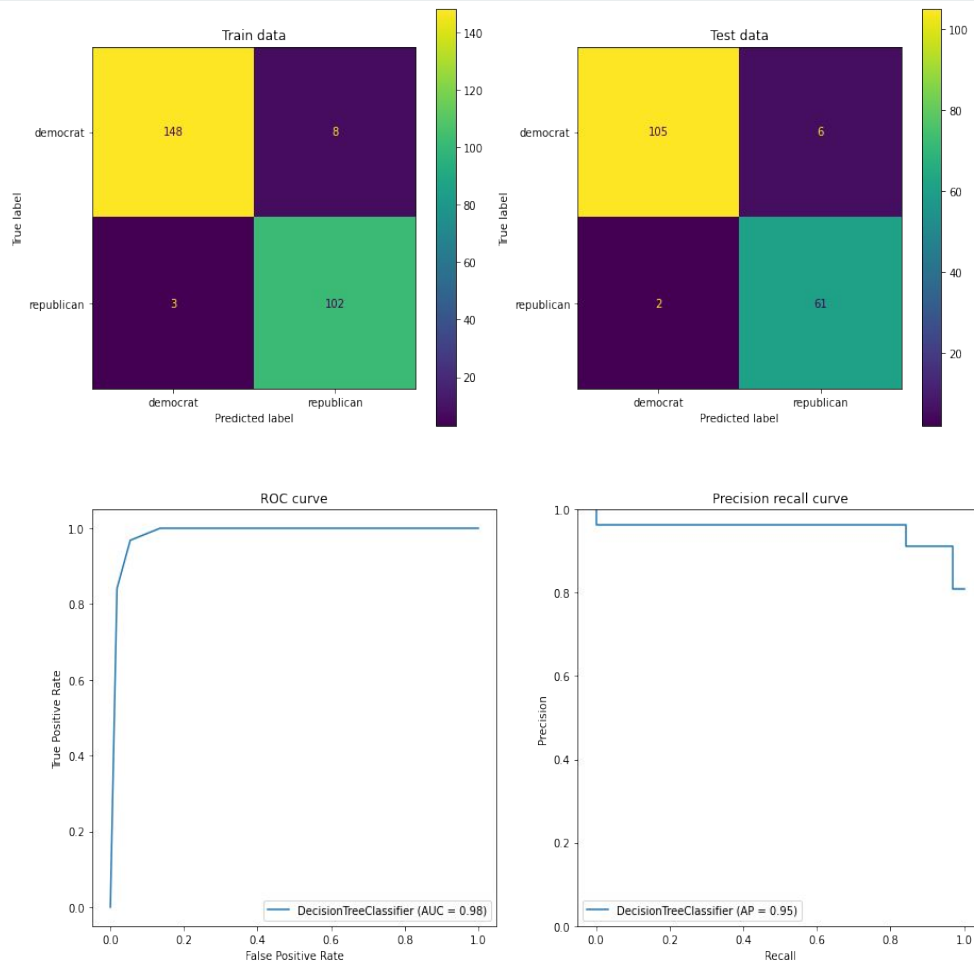 Train data
True label
democrat
republican
148
8
3
102
democrat
republican
Predicted label
140
120
100
80
60
40
20
Test data
True label
democrat
republican
105
6
2
61
democrat
republican
Predicted label
100
80
60
40
20
ROC curve
True Positive Rate
1.0
0.8
0.6
0.4
0.2
0.0
DecisionTreeClassifier (AUC = 0.98)
0.0
0.2
0.4
0.6
0.8
1.0
False Positive Rate
Precision recall curve
Precision
1.0
0.8
0.6
0.4
0.2
0.0
DecisionTreeClassifier (AP = 0.95)
0.0
0.2
0.4
0.6
0.8
1.0
Recall